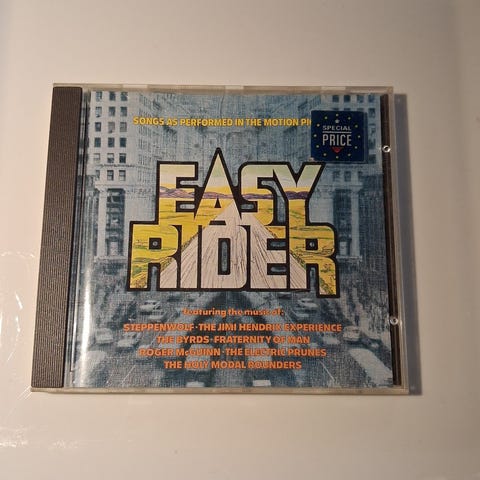 SONGS AS PERFORMED IN THE MOTION PIC
SPECIAL
PRICE
EASY
RIDER
featuring the music of:
STEPPENWOLF · THE JIMI HENDRIX EXPERIENCE
THE BYRDS · FRATERNITY OF MAN
ROGER McGUINN · THE ELECTRIC PRUNES
THE HOLY MODAL ROUNDERS